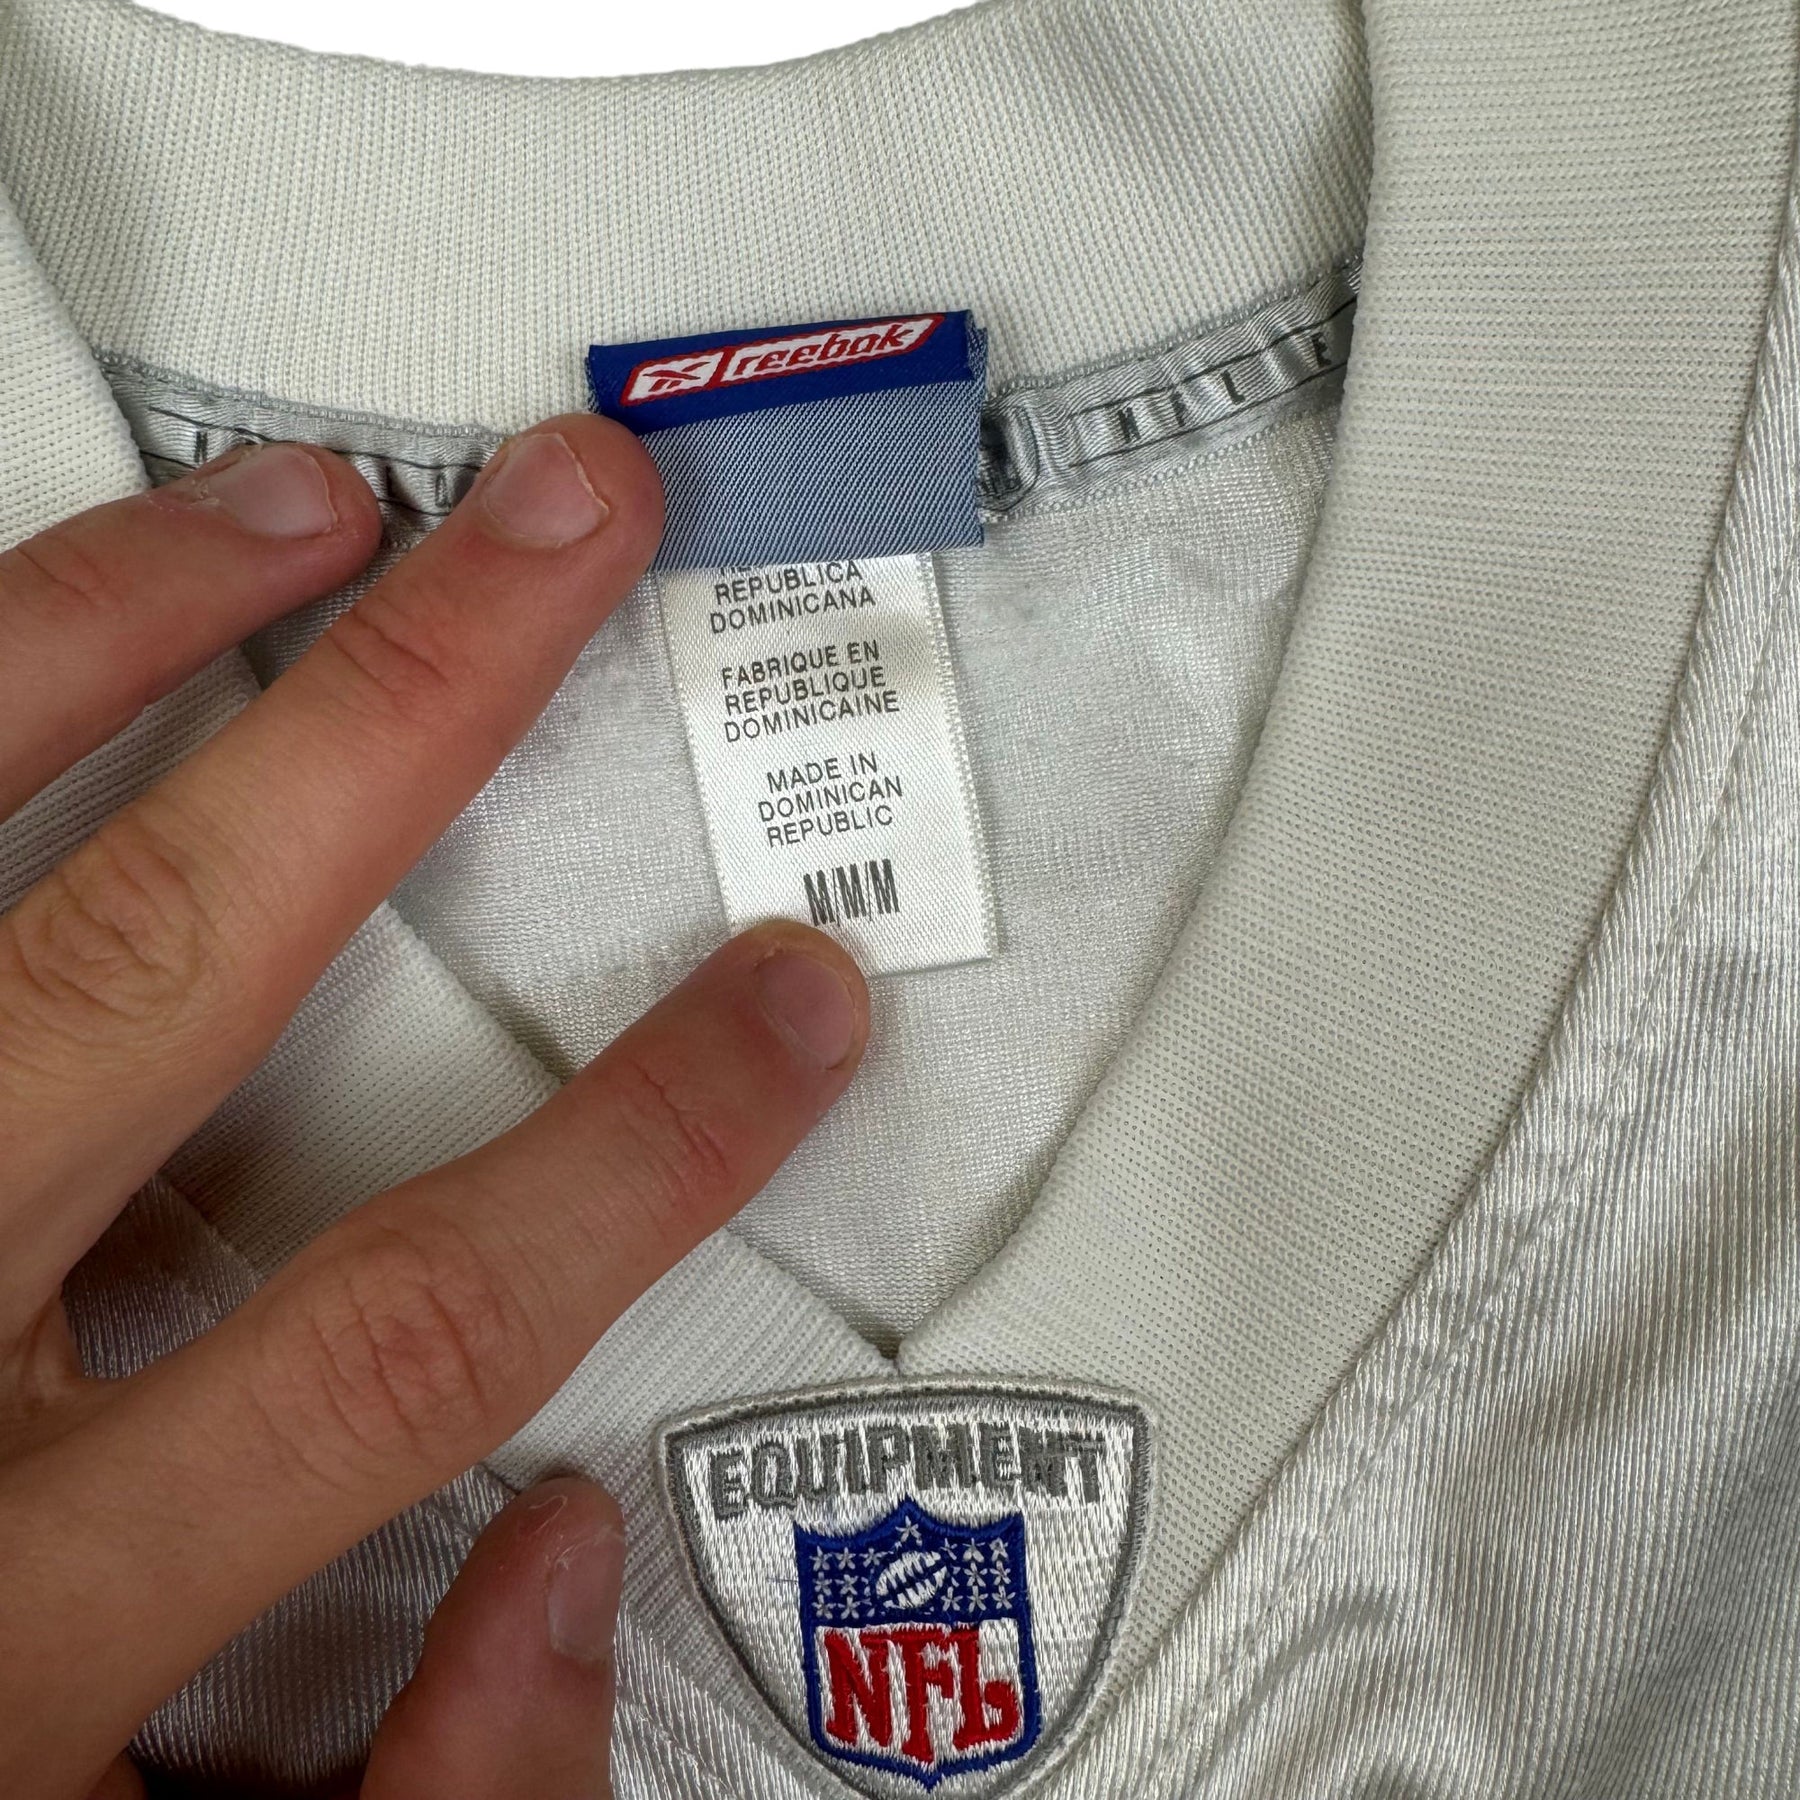 Reebok
REPUBLICA
DOMINICANA
FABRIQUE EN
REPUBLIQUE
DOMINICAINE
MADE IN
DOMINICAN
REPUBLIC
M/M/M
EQUIPMENT
NFL